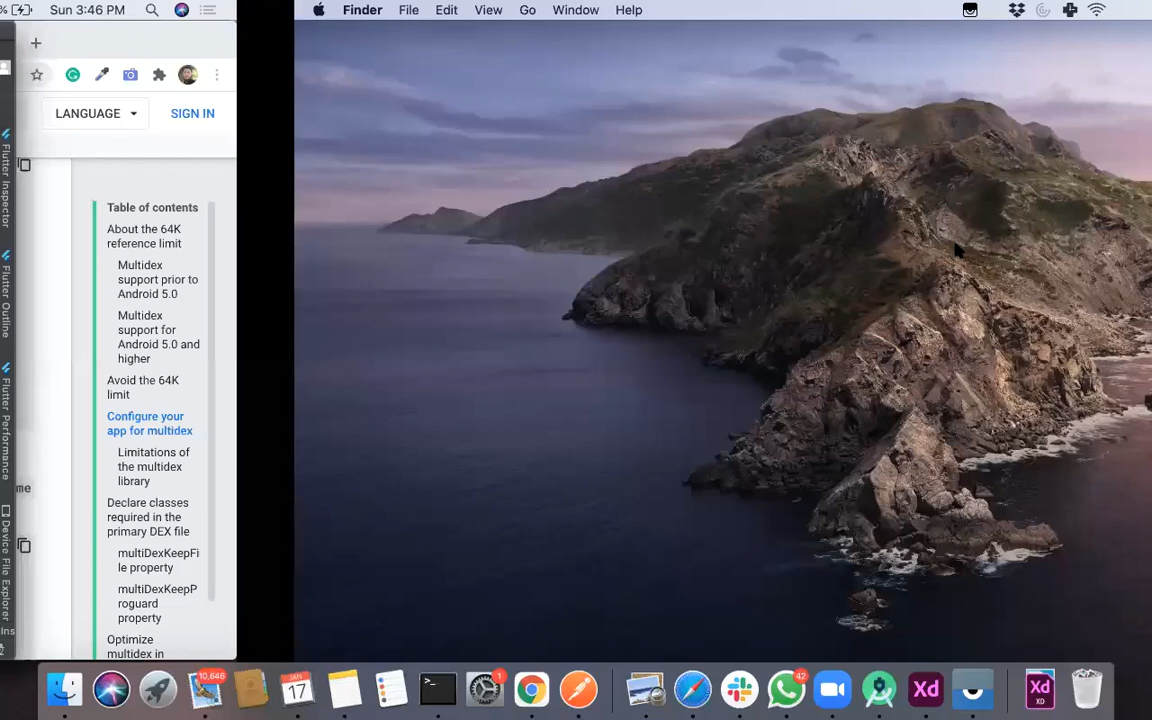 % Sun 3:46 PM
Finder File Edit View Go Window Help
LANGUAGE SIGN IN
Flutter Inspector
Flutter Outline
Flutter Performance
Device File Explorer
Table of contents
About the 64K
reference limit
Multidex
support prior to
Android 5.0
Multidex
support for
Android 5.0 and
higher
Avoid the 64K
limit
Configure your
app for multidex
Limitations of
the multidex
library
me
Declare classes
required in the
primary DEX file
multiDexKeepFi
le property
multiDexKeepP
roguard
property
ins
Optimize
multidex in
10,646
JAN
17
>_
1
42
Xd
Xd
XD